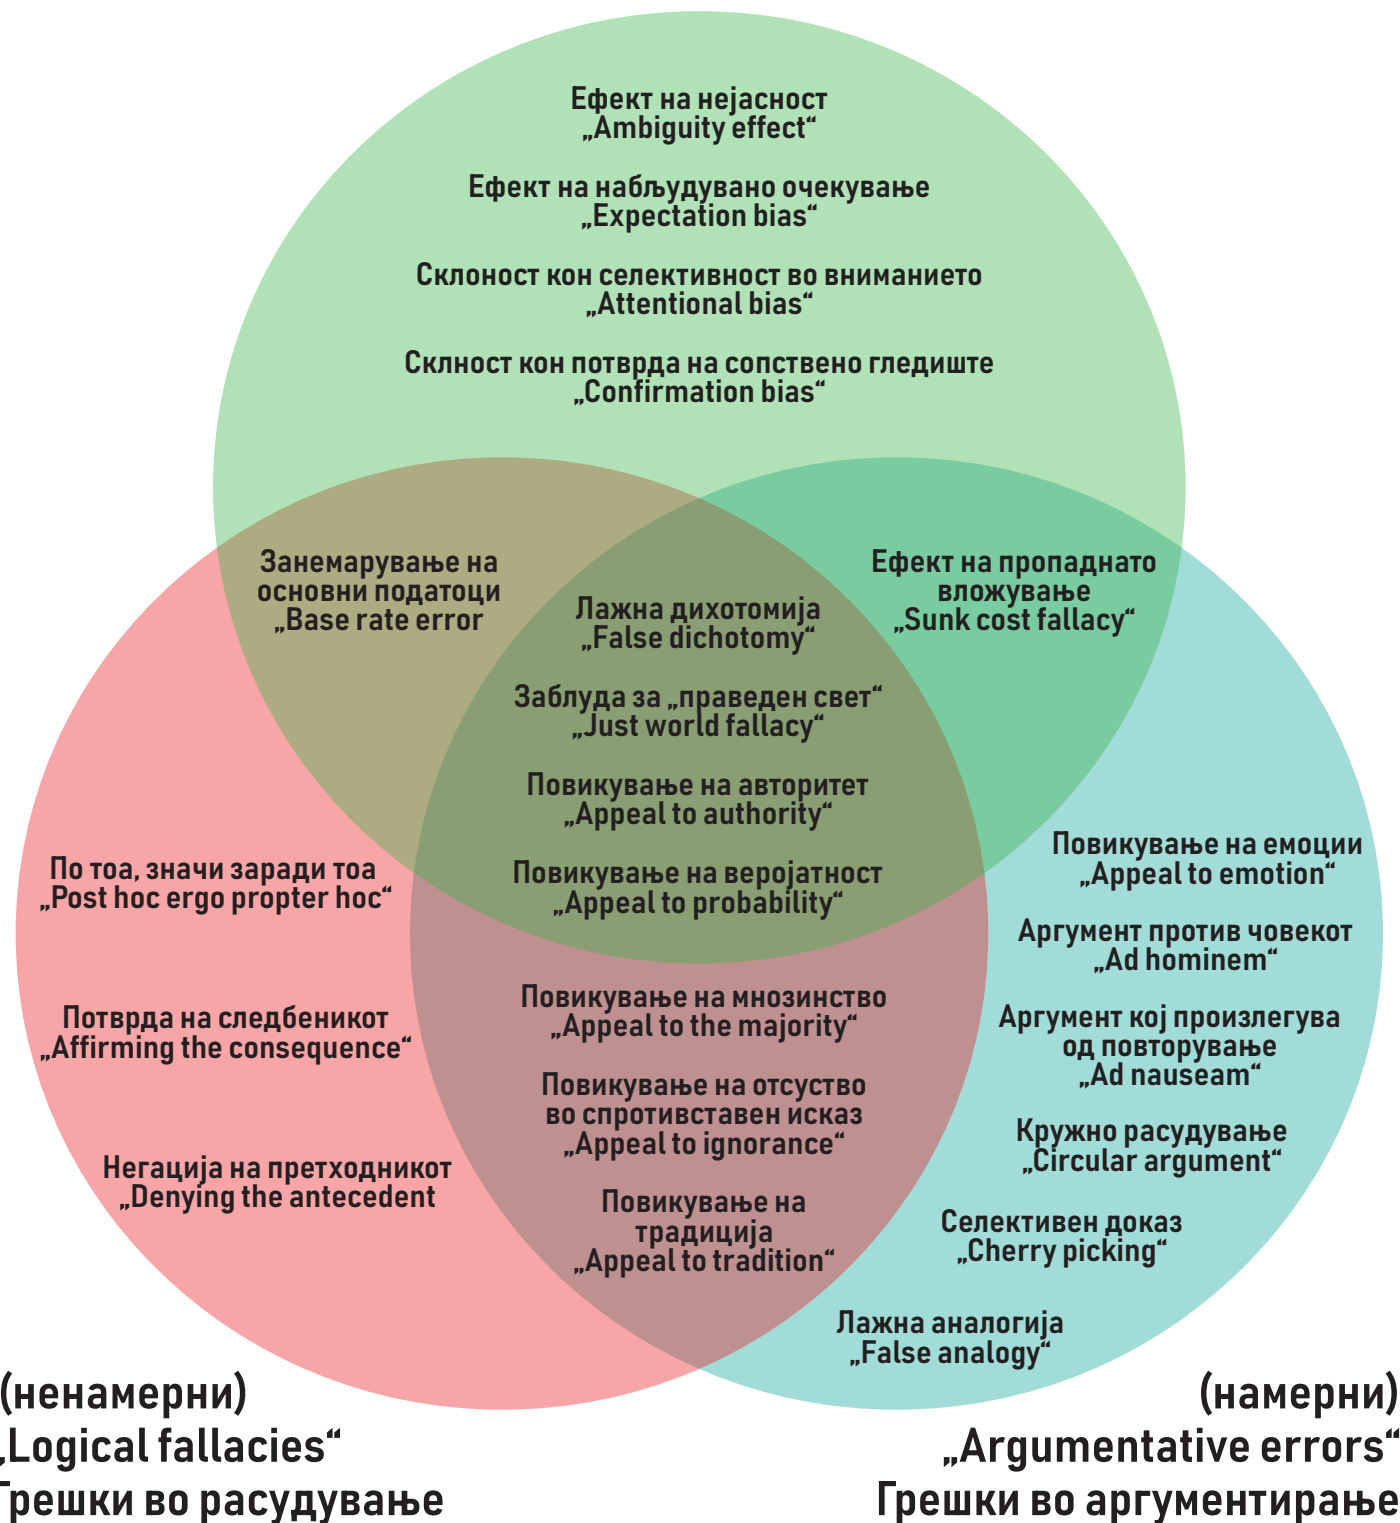 Ефект на нејасност
„Ambiguity effect“
Ефект на набљудувано очекување
„Expectation bias“
Склоност кон селективност во вниманието
„Attentional bias“
Склност кон потврда на сопствено гледиште
„Confirmation bias“
Занемарување на
основни податоци
„Base rate error
Лажна дихотомија
„False dichotomy“
Заблуда за „праведен свет“
„Just world fallacy“
Повикување на авторитет
„Appeal to authority“
Повикување на веројатност
„Appeal to probability“
Ефект на пропаднато
вложување
„Sunk cost fallacy“
По тоа, значи заради тоа
„Post hoc ergo propter hoc“
Потврда на следбеникот
„Affirming the consequence“
Негација на претходникот
„Denying the antecedent
Повикување на мнозинство
„Appeal to the majority“
Повикување на отсуство
во спротивставен исказ
„Appeal to ignorance“
Повикување на
традиција
„Appeal to tradition“
Повикување на емоции
„Appeal to emotion“
Аргумент против човекот
„Ad hominem“
Аргумент кој произлегува
од повторување
„Ad nauseam“
Кружно расудување
„Circular argument“
Селективен доказ
„Cherry picking“
Лажна аналогија
„False analogy“
(ненамерни)
„Logical fallacies“
Грешки во расудување
(намерни)
„Argumentative errors“
Грешки во аргументирање